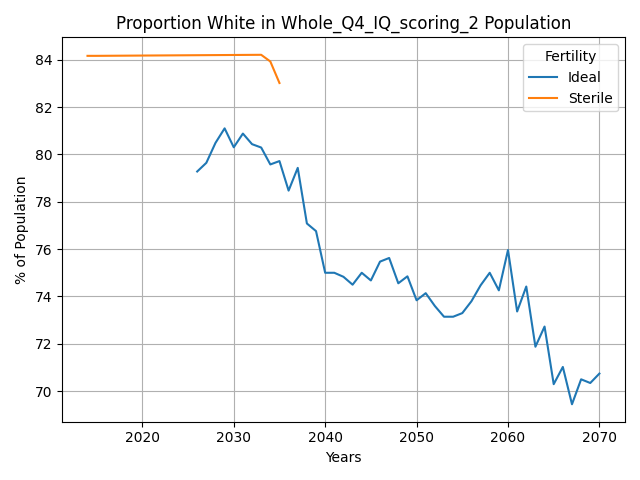 Proportion White in Whole_Q4_IQ_scoring_2 Population
% of Population
84
82
80
78
76
74
72
70
Fertility
Ideal
Sterile
2020 2030 2040 2050 2060 2070
Years